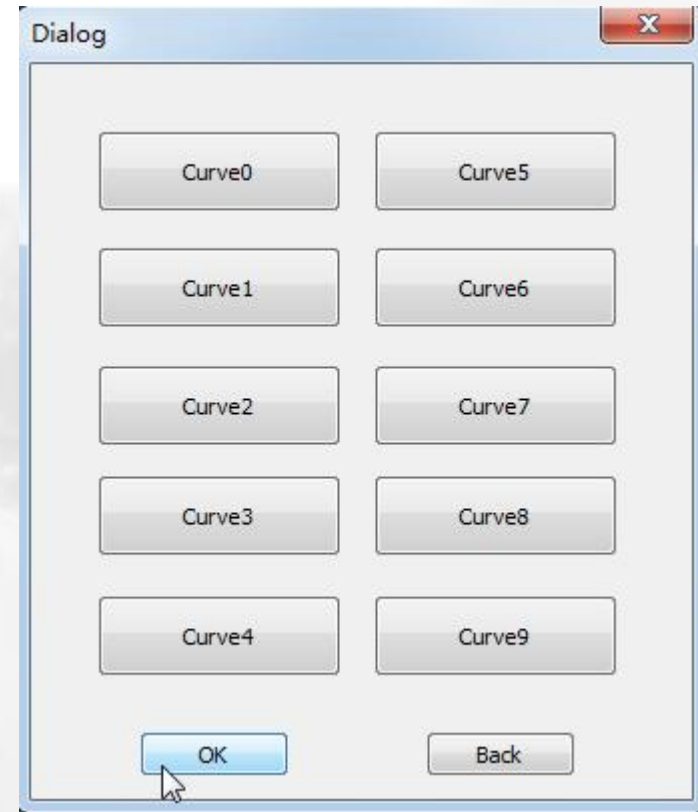 Dialog
Curve0 Curve5
Curve1 Curve6
Curve2 Curve7
Curve3 Curve8
Curve4 Curve9
OK Back